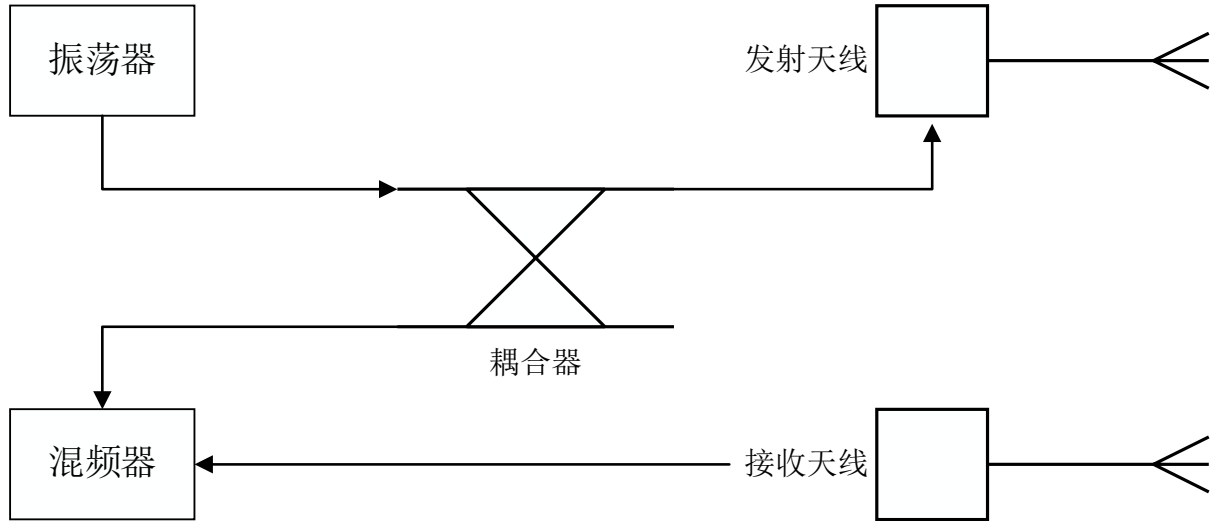 振荡器
发射天线
耦合器
混频器
接收天线